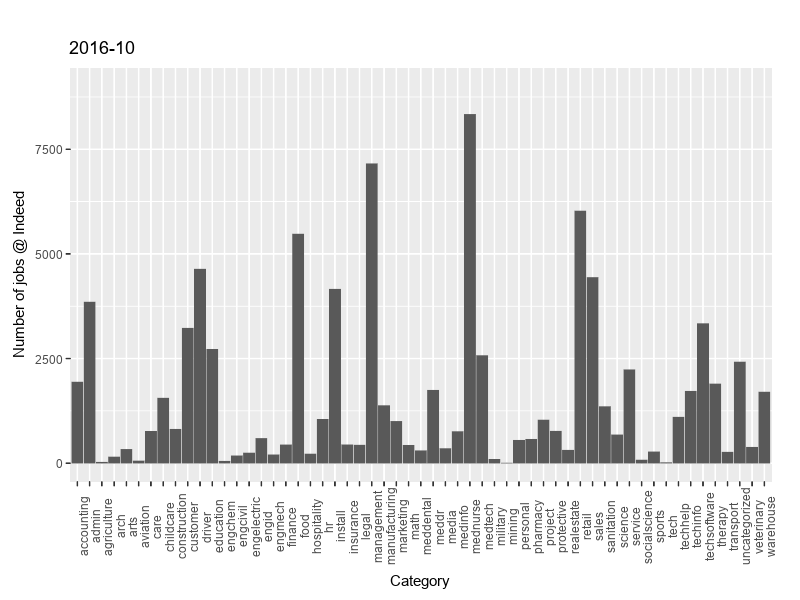 2016-10
Number of jobs @ Indeed
7500
5000
2500
0
accounting
admin
agriculture
arch
arts
aviation
care
childcare
construction
customer
driver
education
engchem
engcivil
engelectric
engid
engmech
finance
food
hospitality
hr
install
insurance
legal
management
manufacturing
marketing
math
meddental
meddr
media
medinfo
mednurse
medtech
military
mining
personal
pharmacy
project
protective
realestate
retail
sales
sanitation
science
service
socialscience
sports
tech
techhelp
techinfo
techsoftware
therapy
transport
uncategorized
veterinary
warehouse
Category